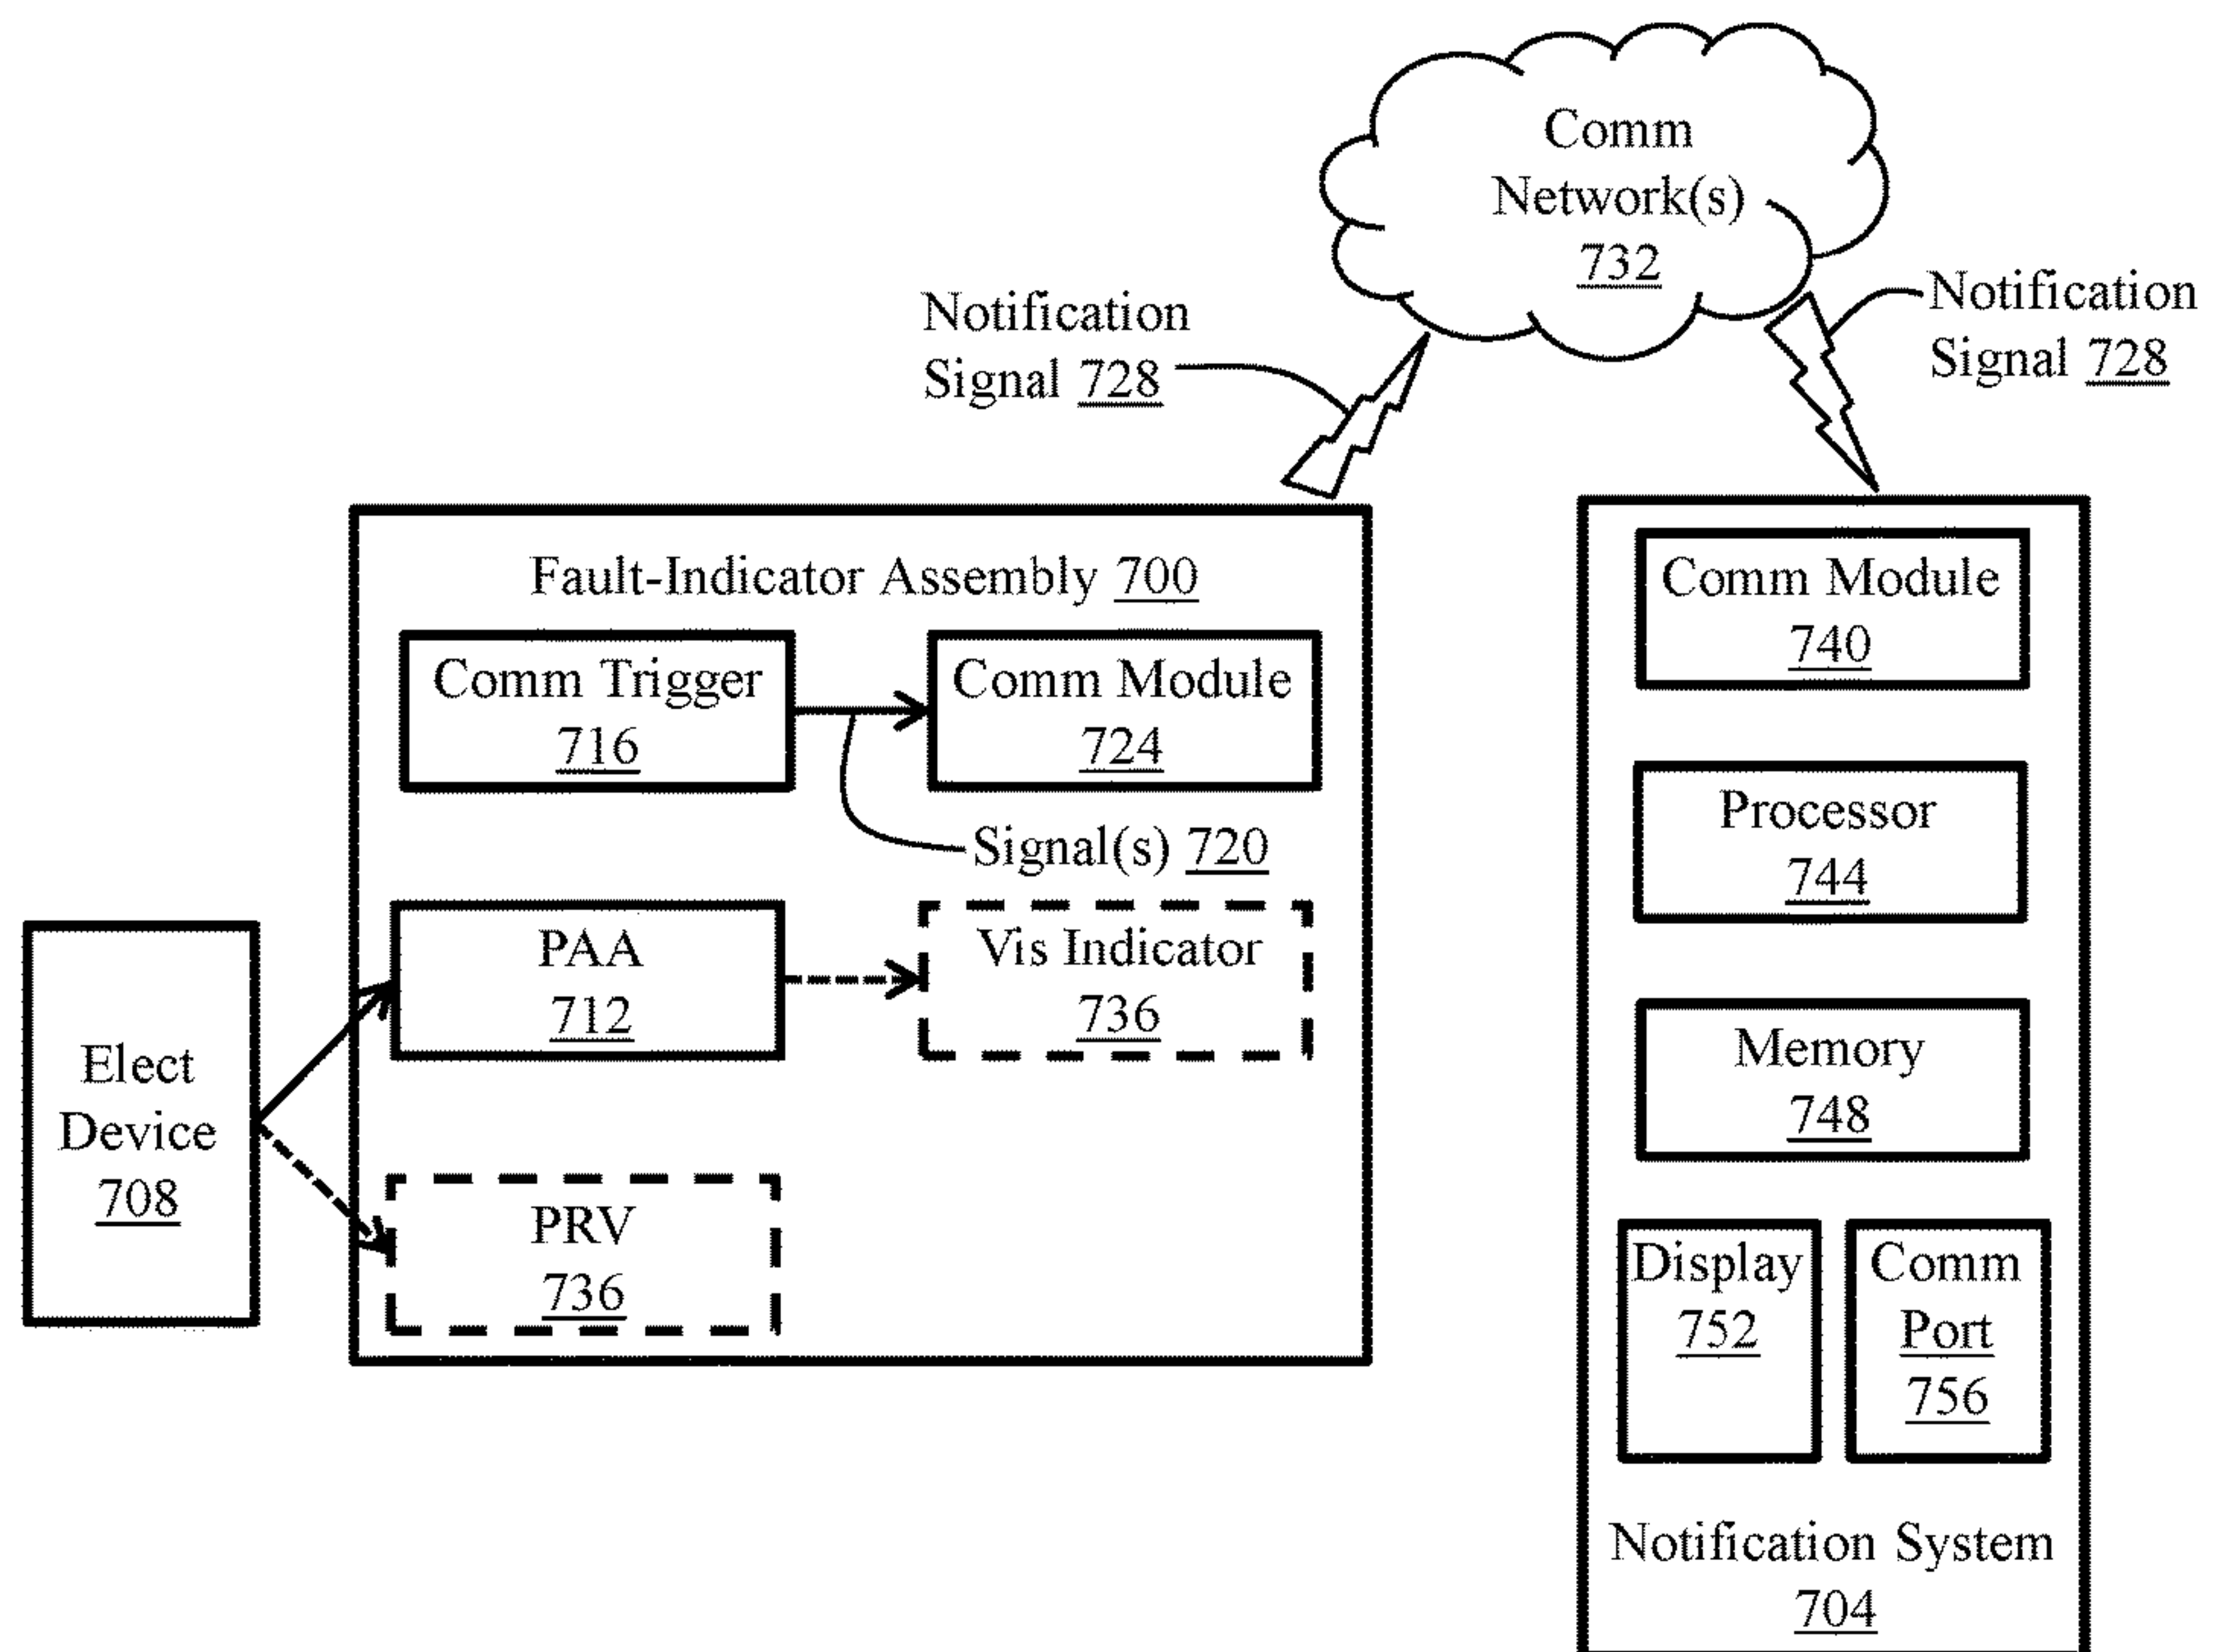 Comm
Network(s)
732
Notification
Signal 728
Notification
Signal 728
Fault-Indicator Assembly 700
Comm Trigger
716
Comm Module
724
Signal(s) 720
PAA
712
Vis Indicator
736
PRV
736
Elect
Device
708
Comm Module
740
Processor
744
Memory
748
Display
752
Comm
Port
756
Notification System
704